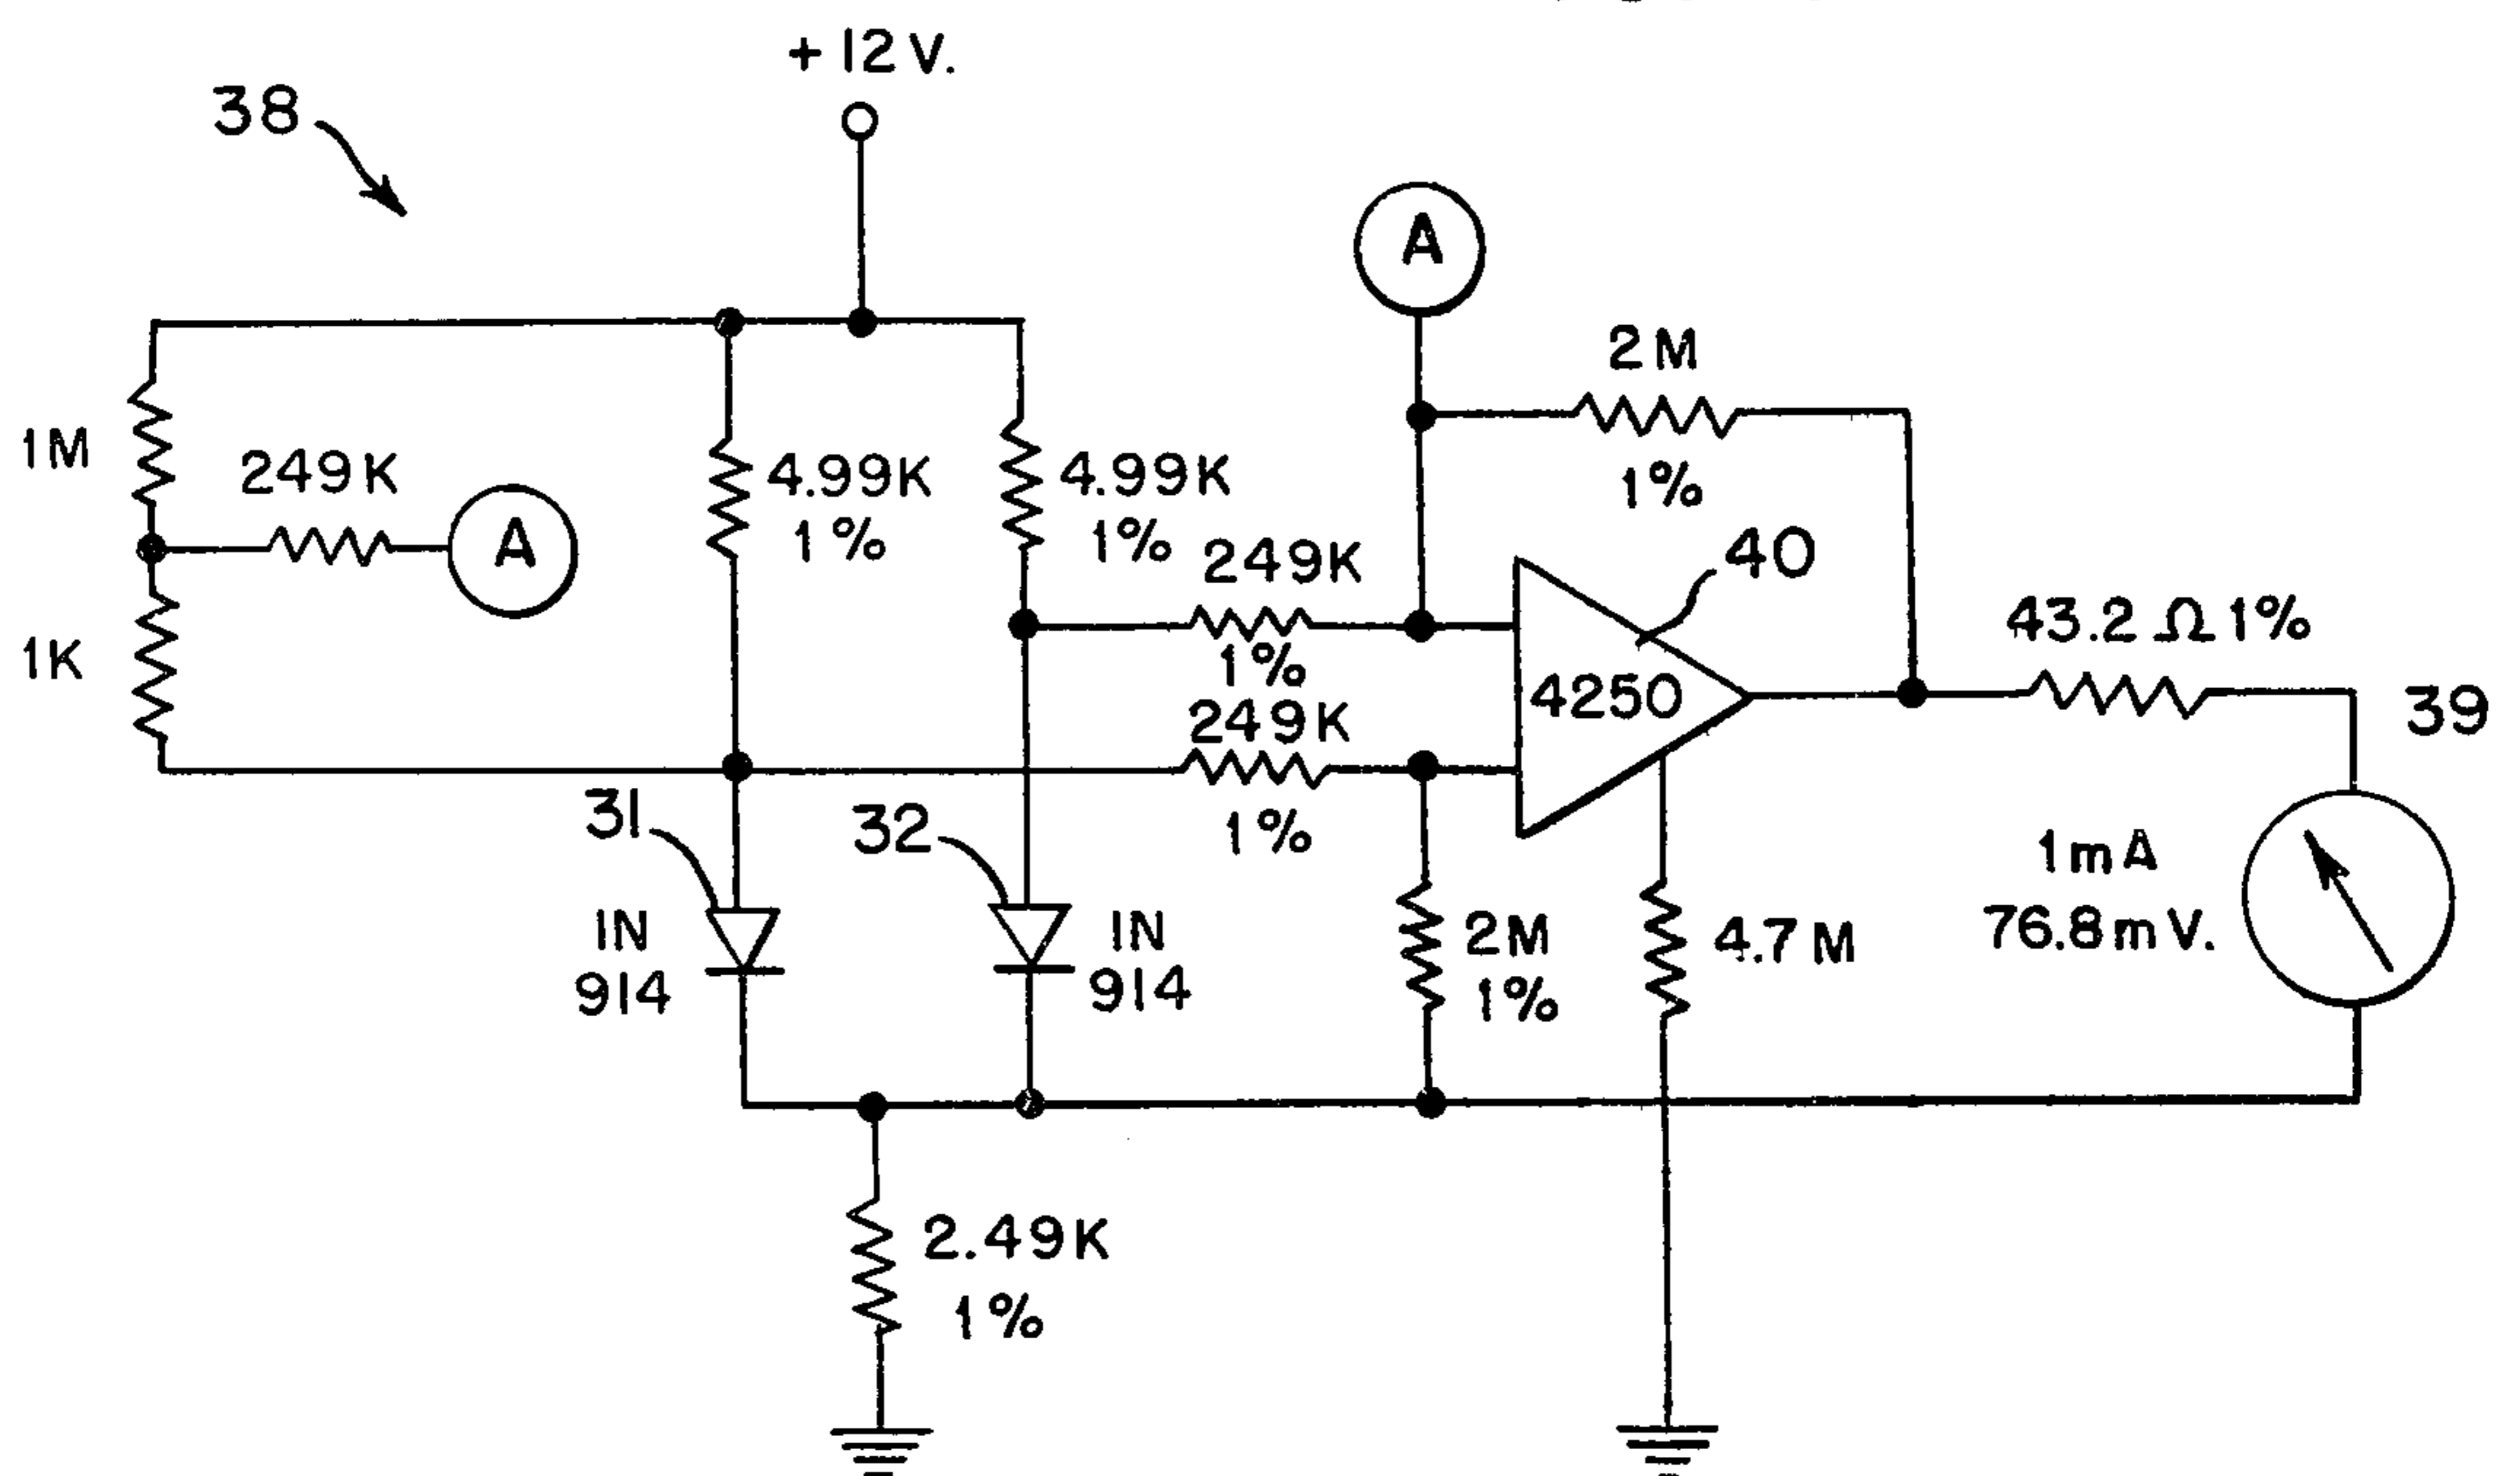 +12V.
38
A
2M
1%
1M
249K
A
4.99K
1%
4.99K
1%
249K
1%
40
43.2 Ω 1%
1K
4250
39
249K
1%
31
32
1mA
76.8mV.
IN
914
IN
914
2M
1%
4.7M
2.49K
1%